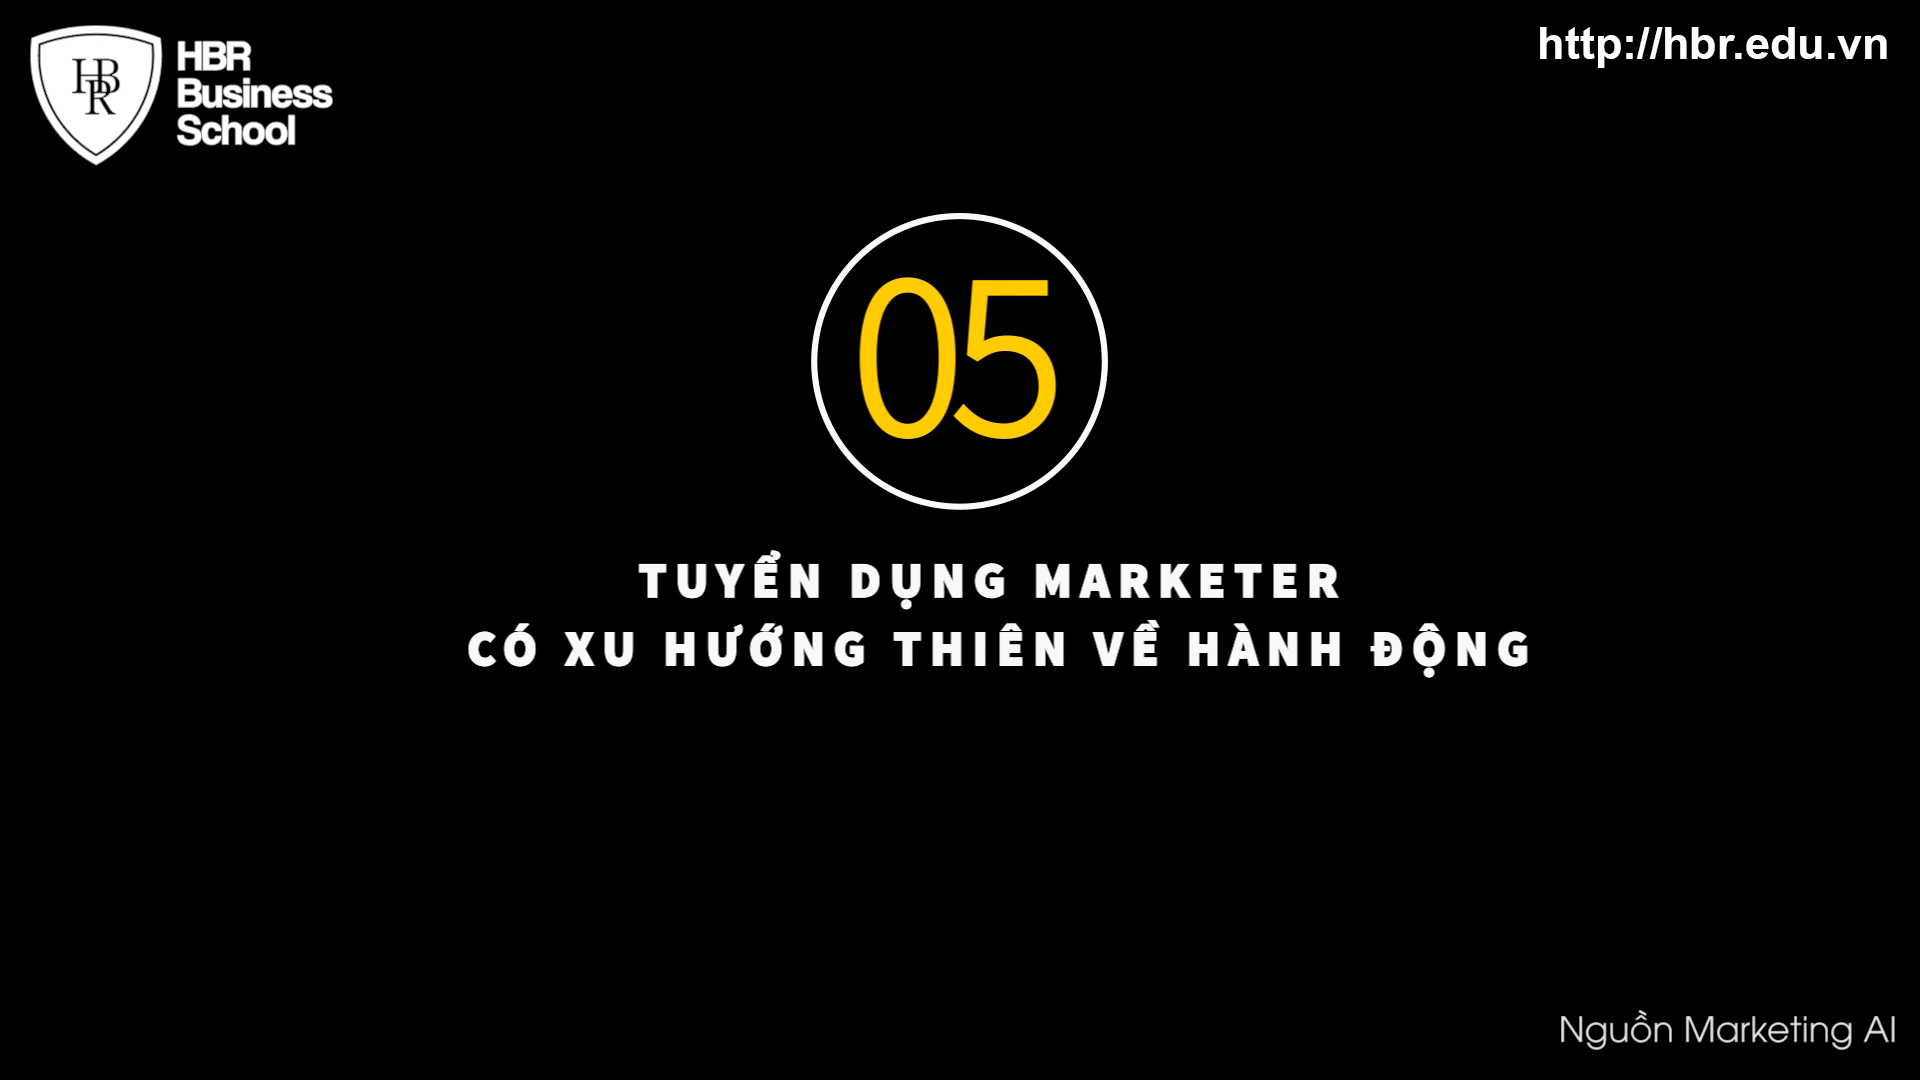 HBR
Business
School
HBR
http://hbr.edu.vn
05
TUYỂN DỤNG MARKETER
CÓ XU HƯỚNG THIÊN VỀ HÀNH ĐỘNG
Nguồn Marketing AI